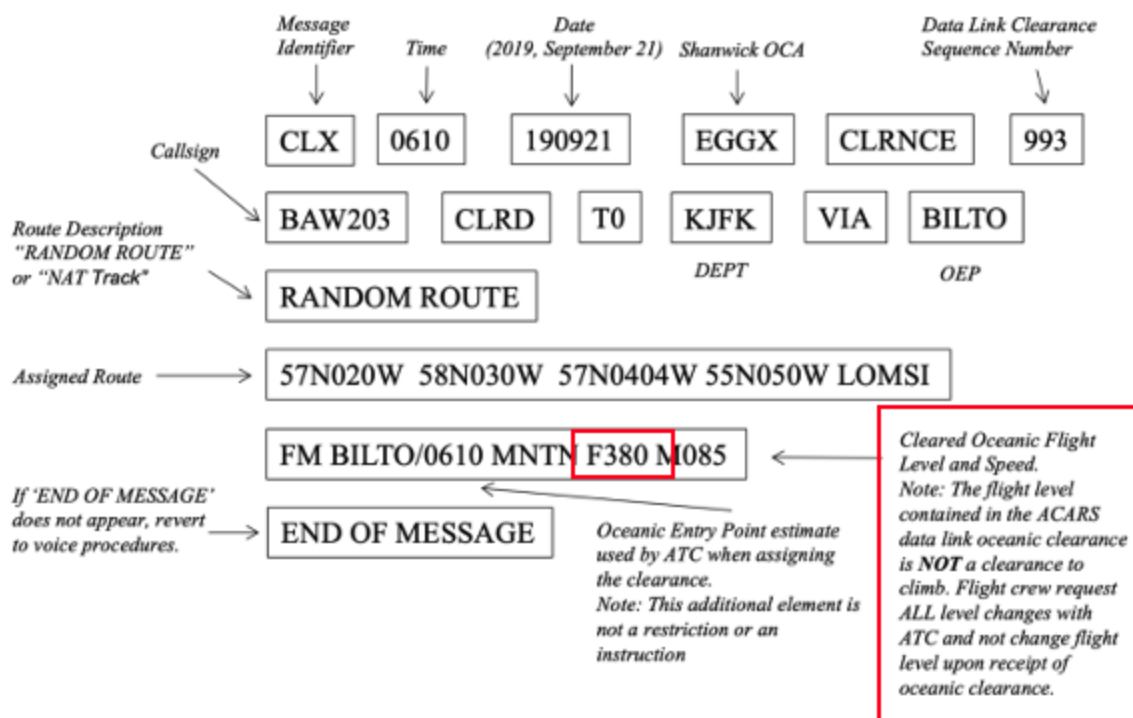 Message
Identifier
Time
Date
(2019, September 21)
Shanwick OCA
Data Link Clearance
Sequence Number
CLX 0610 190921 EGGX CLRNCE 993
Callsign
BAW203 CLRD T0 KJFK VIA BILTO
DEPT OEP
Route Description
“RANDOM ROUTE”
or “NAT Track”
RANDOM ROUTE
Assigned Route
57N020W 58N030W 57N0404W 55N050W LOMSI
FM BILTO/0610 MNTN F380 M085
Cleared Oceanic Flight
Level and Speed.
Note: The flight level
contained in the ACARS
data link oceanic clearance
is NOT a clearance to
climb. Flight crew request
ALL level changes with
ATC and not change flight
level upon receipt of
oceanic clearance.
If ‘END OF MESSAGE’
does not appear, revert
to voice procedures.
END OF MESSAGE
Oceanic Entry Point estimate
used by ATC when assigning
the clearance.
Note: This additional element is
not a restriction or an
instruction